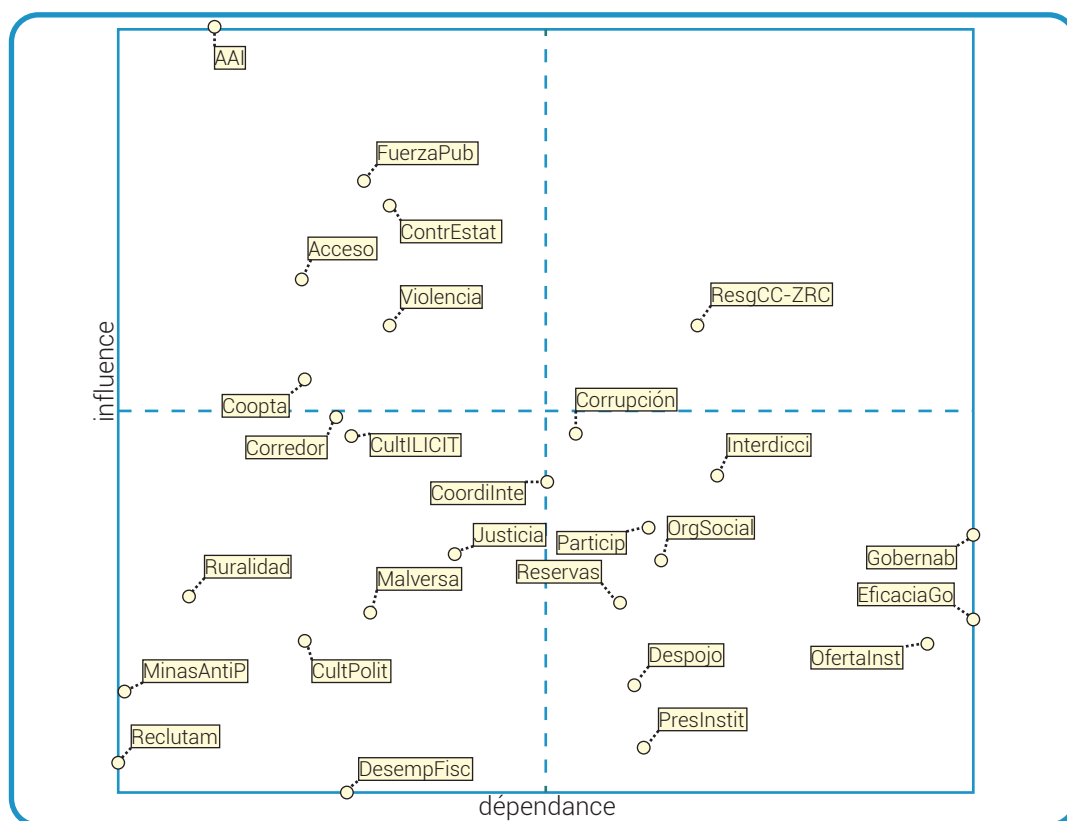 AAI
FuerzaPub
ContrEstat
Acceso
Violencia
ResgCC-ZRC
influence
Coopta
Corrupción
Corredor
CultILICIT
Interdicci
CoordiInte
Justicia
Particip
OrgSocial
Gobernab
Ruralidad
Malversa
Reservas
EficaciaGo
MinasAntiP
CultPolit
Despojo
OfertaInst
Reclutam
PresInstit
DesempFisc
dépendance